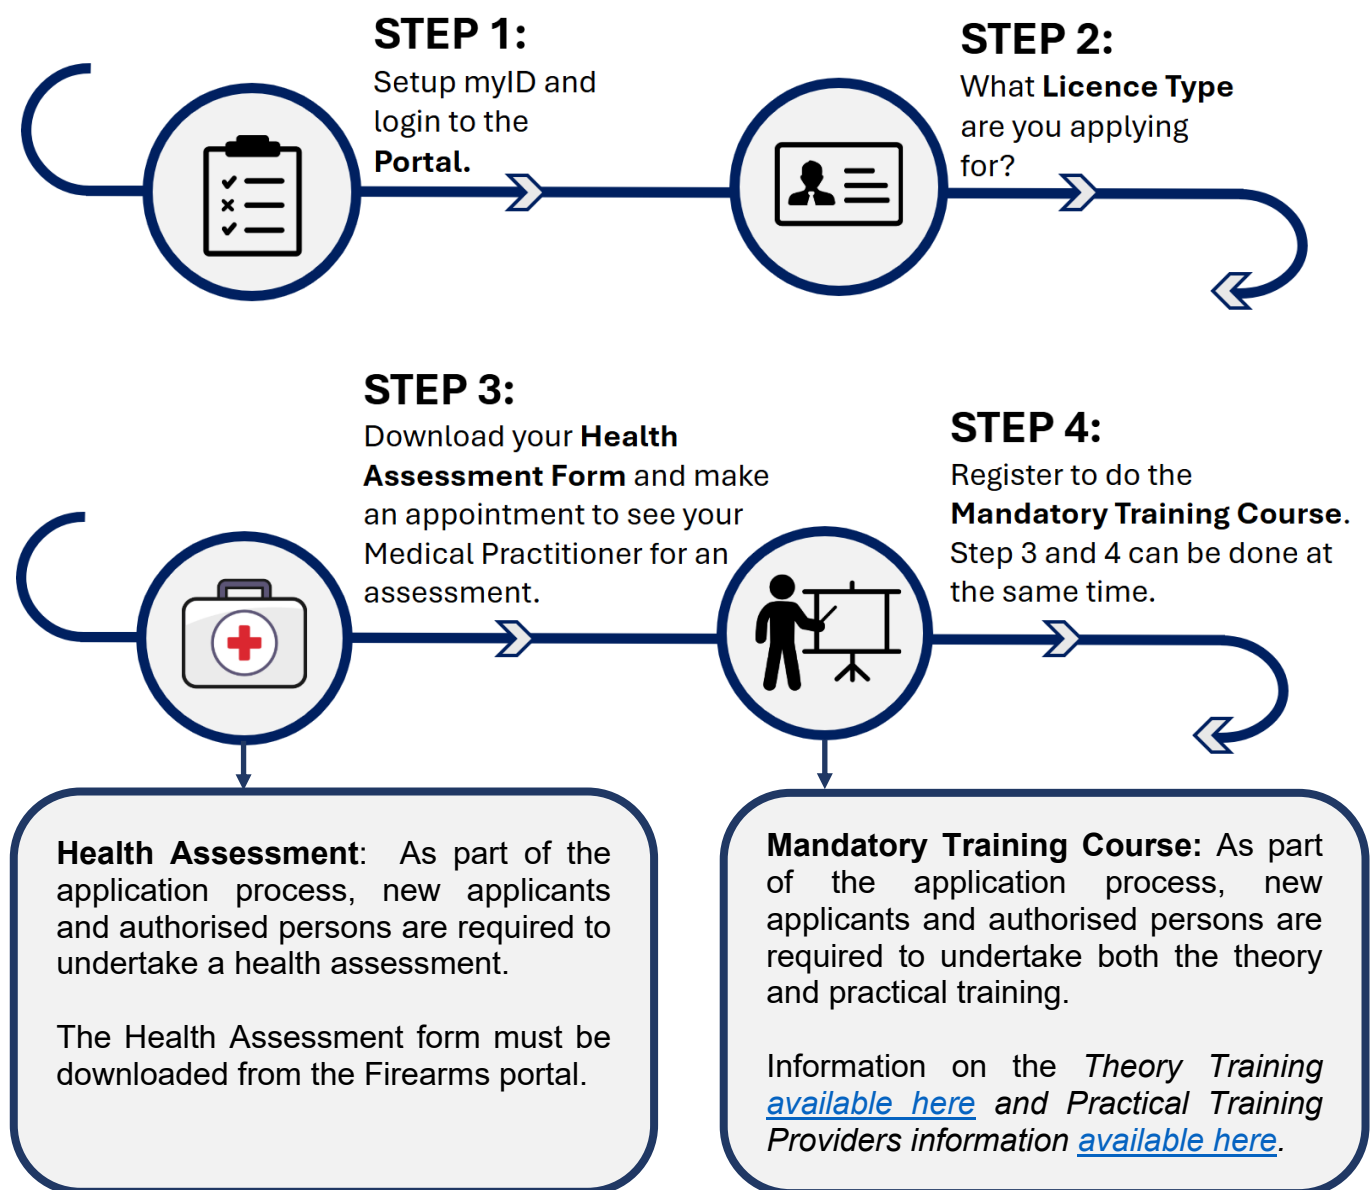 STEP 1:
Setup myID and
login to the
Portal.
STEP 2:
What Licence Type
are you applying
for?
STEP 3:
Download your Health
Assessment Form and make
an appointment to see your
Medical Practitioner for an
assessment.
STEP 4:
Register to do the
Mandatory Training Course.
Step 3 and 4 can be done at
the same time.
Health Assessment: As part of the
application process, new applicants
and authorised persons are required to
undertake a health assessment.
The Health Assessment form must be
downloaded from the Firearms portal.
Mandatory Training Course: As part
of the application process, new
applicants and authorised persons are
required to undertake both the theory
and practical training.
Information on the Theory Training
available here and Practical Training
Providers information available here.